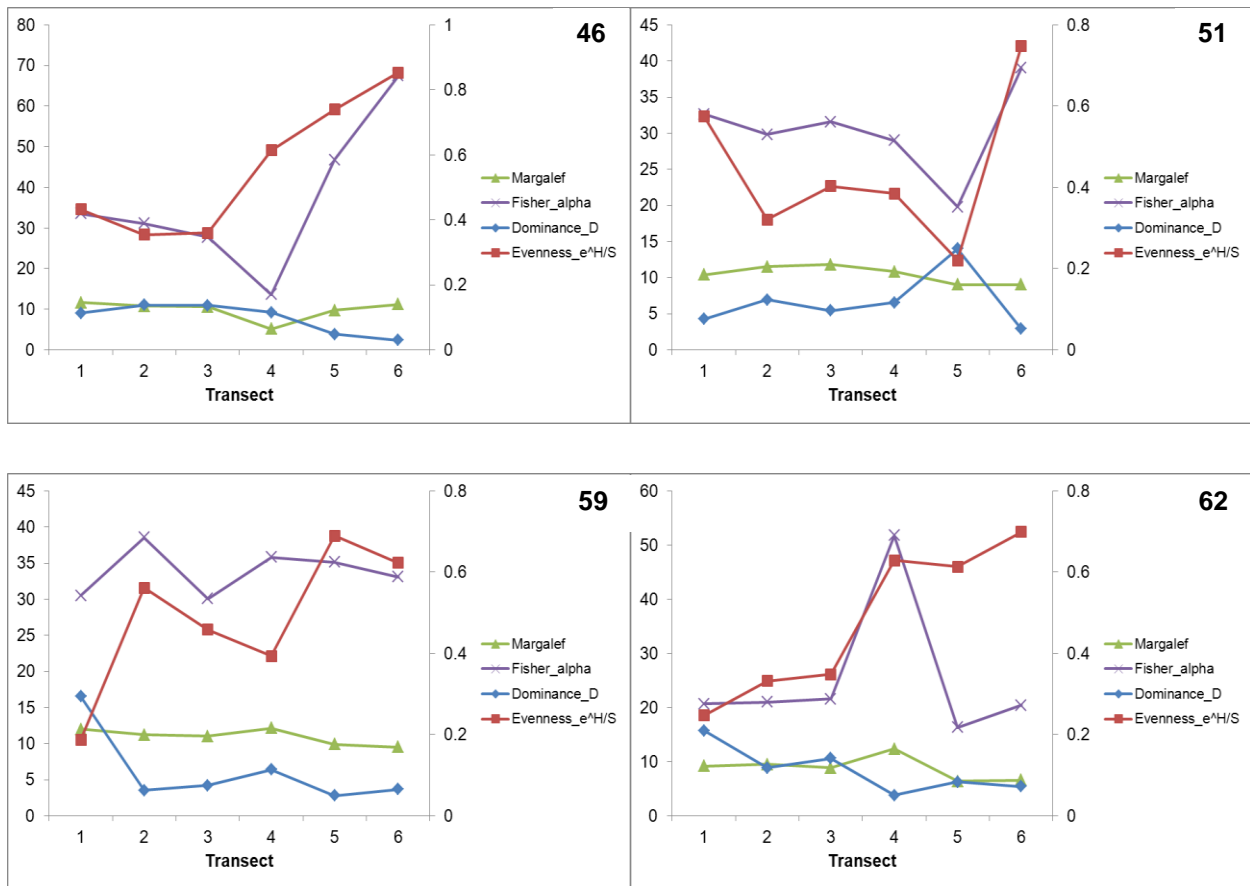 46
80
70
60
50
40
30
20
10
0
1
0.8
0.6
0.4
0.2
0
1 2 3 4 5 6
Transect
Margalef
Fisher_alpha
Dominance_D
Evenness_e^H/S
51
45
40
35
30
25
20
15
10
5
0
0.8
0.6
0.4
0.2
0
1 2 3 4 5 6
Transect
Margalef
Fisher_alpha
Dominance_D
Evenness_e^H/S
59
45
40
35
30
25
20
15
10
5
0
0.8
0.6
0.4
0.2
0
1 2 3 4 5 6
Transect
Margalef
Fisher_alpha
Dominance_D
Evenness_e^H/S
62
60
50
40
30
20
10
0
0.8
0.6
0.4
0.2
0
1 2 3 4 5 6
Transect
Margalef
Fisher_alpha
Dominance_D
Evenness_e^H/S